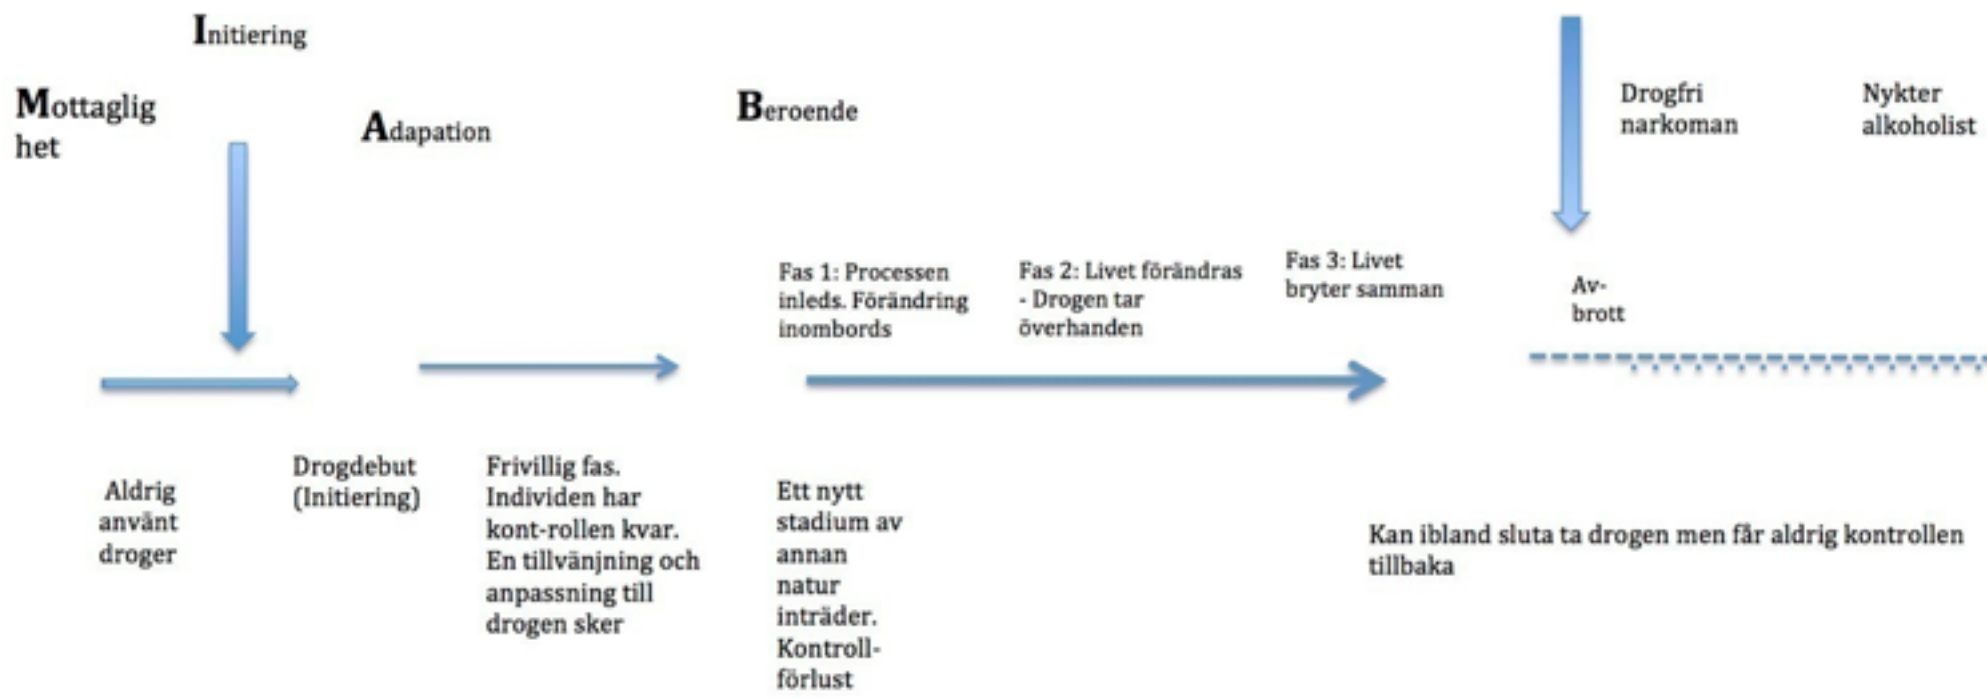 Initiering
Mottaglig
het
Adapation
Beroende
Drogfri
narkoman
Nykter
alkoholist
Fas 1: Processen
inleds. Förändring
inombords
Fas 2: Livet förändras
- Drogen tar
överhanden
Fas 3: Livet
bryter samman
Av-
brott
Aldrig
använt
droger
Drogdebut
(Initiering)
Frivillig fas.
Individen har
kont-rollen kvar.
En tillvänjning och
anpassning till
drogen sker
Ett nytt
stadium av
annan
natur
inträder.
Kontroll-
förlust
Kan ibland sluta ta drogen men får aldrig kontrollen
tillbaka